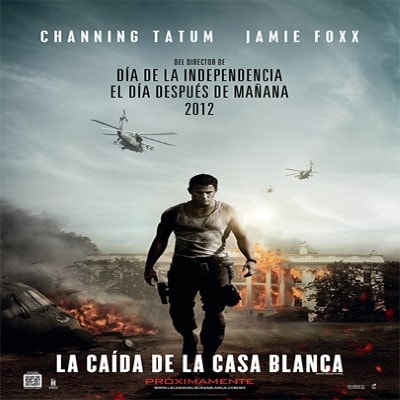 CHANNING TATUM JAMIE FOXX
DEL DIRECTOR DE
DÍA DE LA INDEPENDENCIA
EL DÍA DESPUÉS DE MAÑANA
2012
LA CAÍDA DE LA CASA BLANCA
PRÓXIMAMENTE